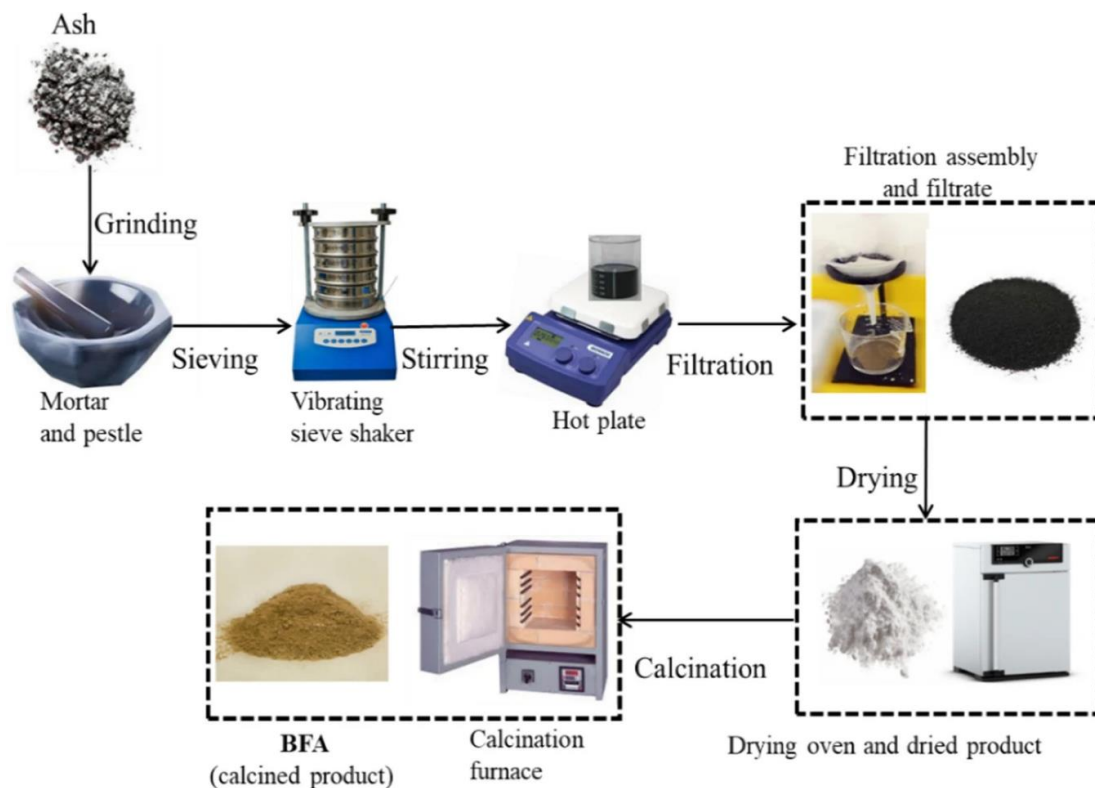 Ash
Grinding
Mortar
and pestle
Sieving
Vibrating
sieve shaker
Stirring
Hot plate
Filtration
Filtration assembly
and filtrate
Drying
Drying oven and dried product
Calcination
Calcination
furnace
BFA
(calcined product)